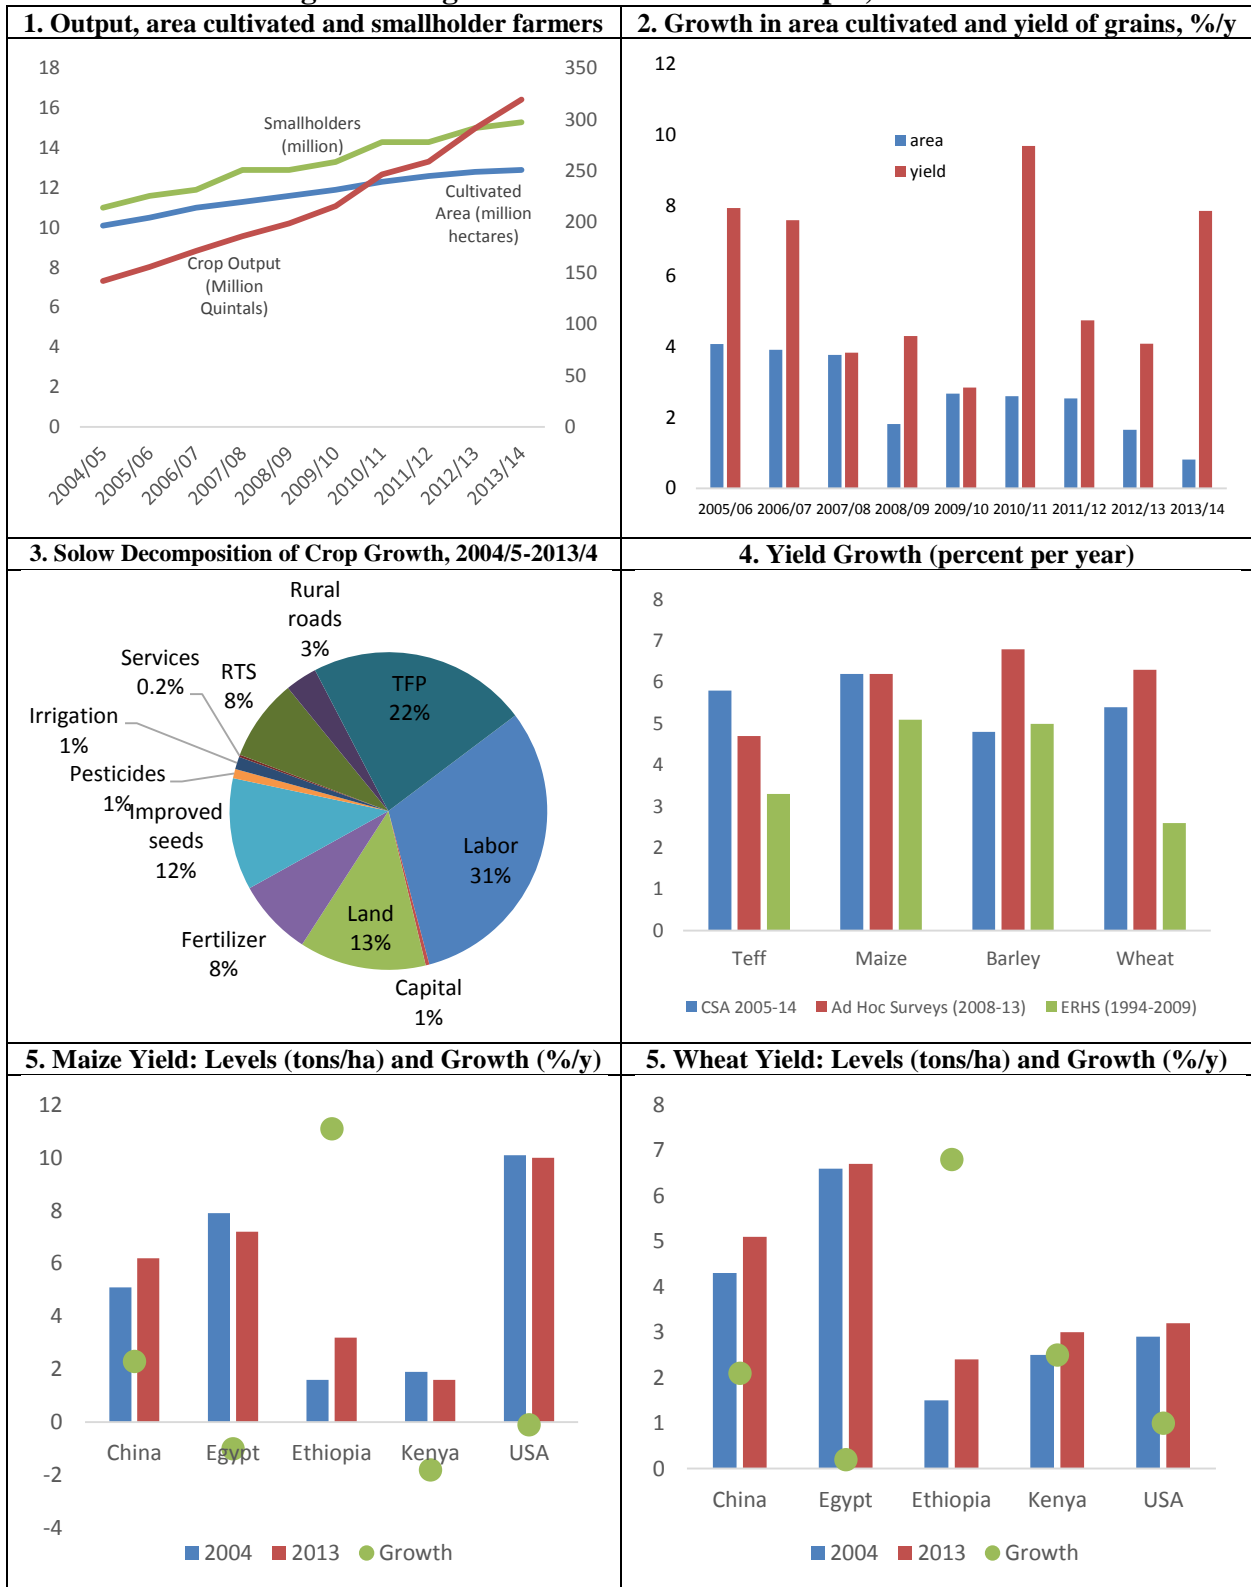 1. Output, area cultivated and smallholder farmers
18
16
14
12
10
8
6
4
2
0
350
300
250
200
150
100
50
0
Smallholders
(million)
Cultivated
Area (million
hectares)
Crop Output
(Million
Quintals)
2004/05
2005/06
2006/07
2007/08
2008/09
2009/10
2010/11
2011/12
2012/13
2013/14
2. Growth in area cultivated and yield of grains, %/y
12
10
8
6
4
2
0
area
yield
2005/06 2006/07 2007/08 2008/09 2009/10 2010/11 2011/12 2012/13 2013/14
3. Solow Decomposition of Crop Growth, 2004/5-2013/4
Rural
roads
3%
Services
0.2%
RTS
8%
TFP
22%
Irrigation
1%
Pesticides
1%
Improved
seeds
12%
Labor
31%
Land
13%
Fertilizer
8%
Capital
1%
4. Yield Growth (percent per year)
8
7
6
5
4
3
2
1
0
Teff Maize Barley Wheat
CSA 2005-14 Ad Hoc Surveys (2008-13) ERHS (1994-2009)
5. Maize Yield: Levels (tons/ha) and Growth (%/y)
12
10
8
6
4
2
0
-2
-4
China Egypt Ethiopia Kenya USA
2004 2013 Growth
5. Wheat Yield: Levels (tons/ha) and Growth (%/y)
8
7
6
5
4
3
2
1
0
China Egypt Ethiopia Kenya USA
2004 2013 Growth